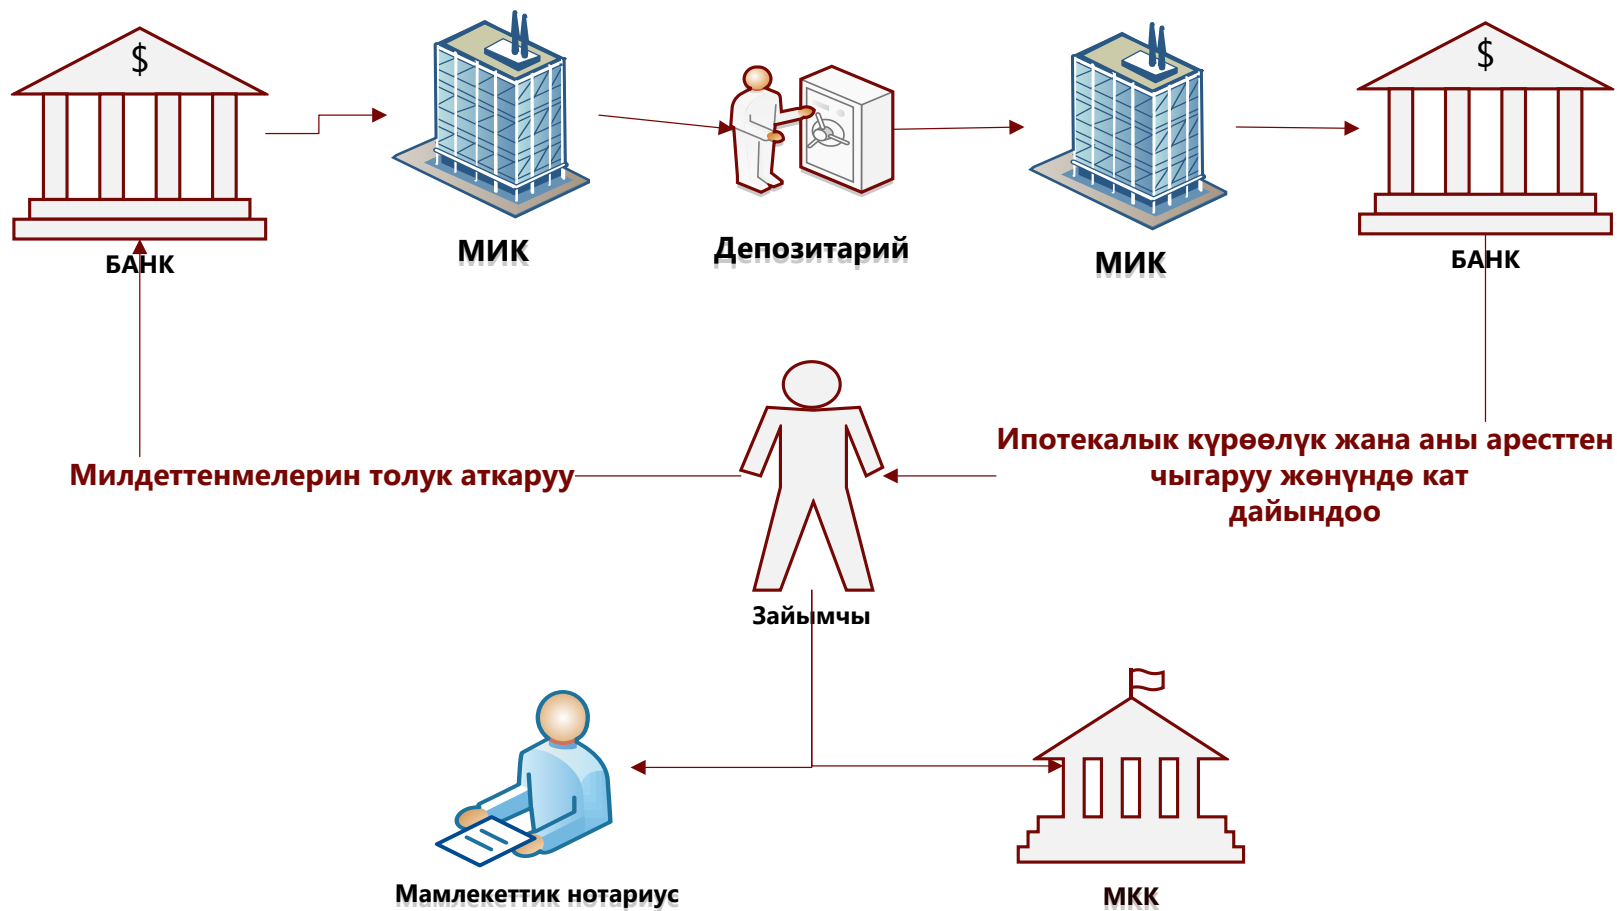 $
$
БАНК
МИК
Депозитарий
МИК
БАНК
Милдеттенмелерин толук аткаруу
Ипотекалык күрөөлүк жана аны аресттен
чыгаруу жөнүндө кат
дайындоо
Зайымчы
Мамлекеттик нотариус
МКК